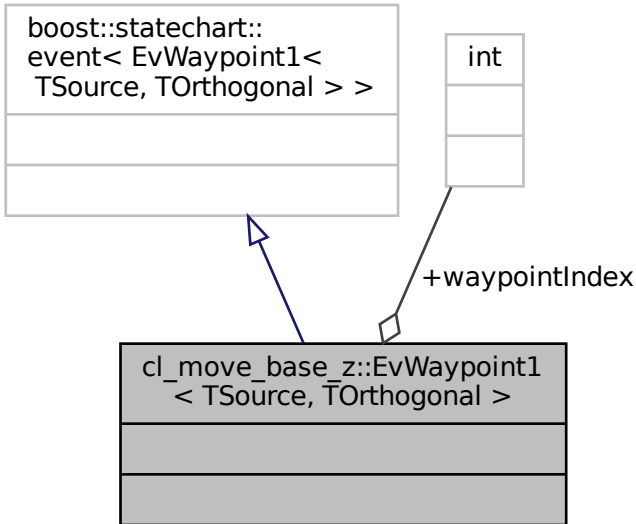 boost::statechart::
event< EvWaypoint1<
TSource, TOrthogonal > >
int
+waypointIndex
cl_move_base_z::EvWaypoint1
< TSource, TOrthogonal >